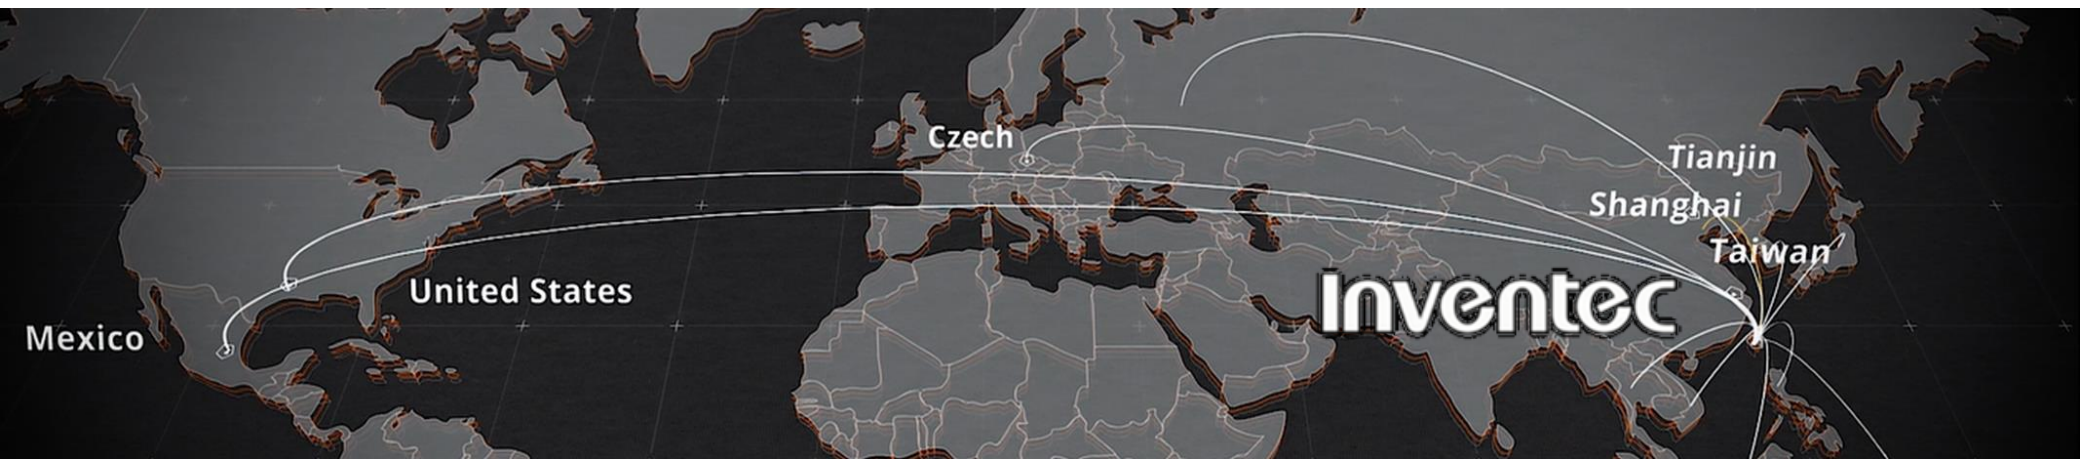 Czech
Tianjin
Shanghai
Taiwan
United States
Inventec
Mexico